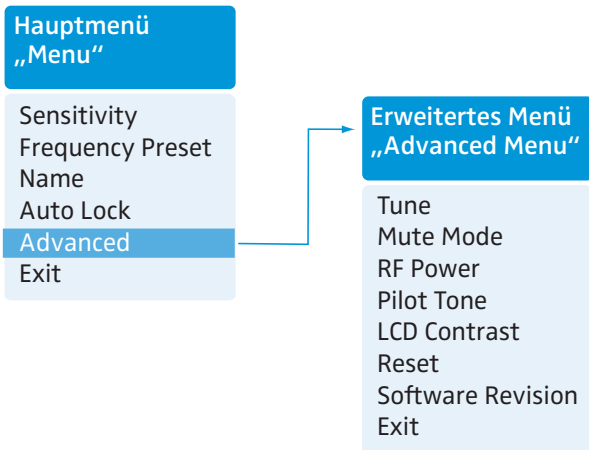 Hauptmenü
„Menu“
Sensitivity
Frequency Preset
Name
Auto Lock
Advanced
Exit
Erweitertes Menü
„Advanced Menu“
Tune
Mute Mode
RF Power
Pilot Tone
LCD Contrast
Reset
Software Revision
Exit